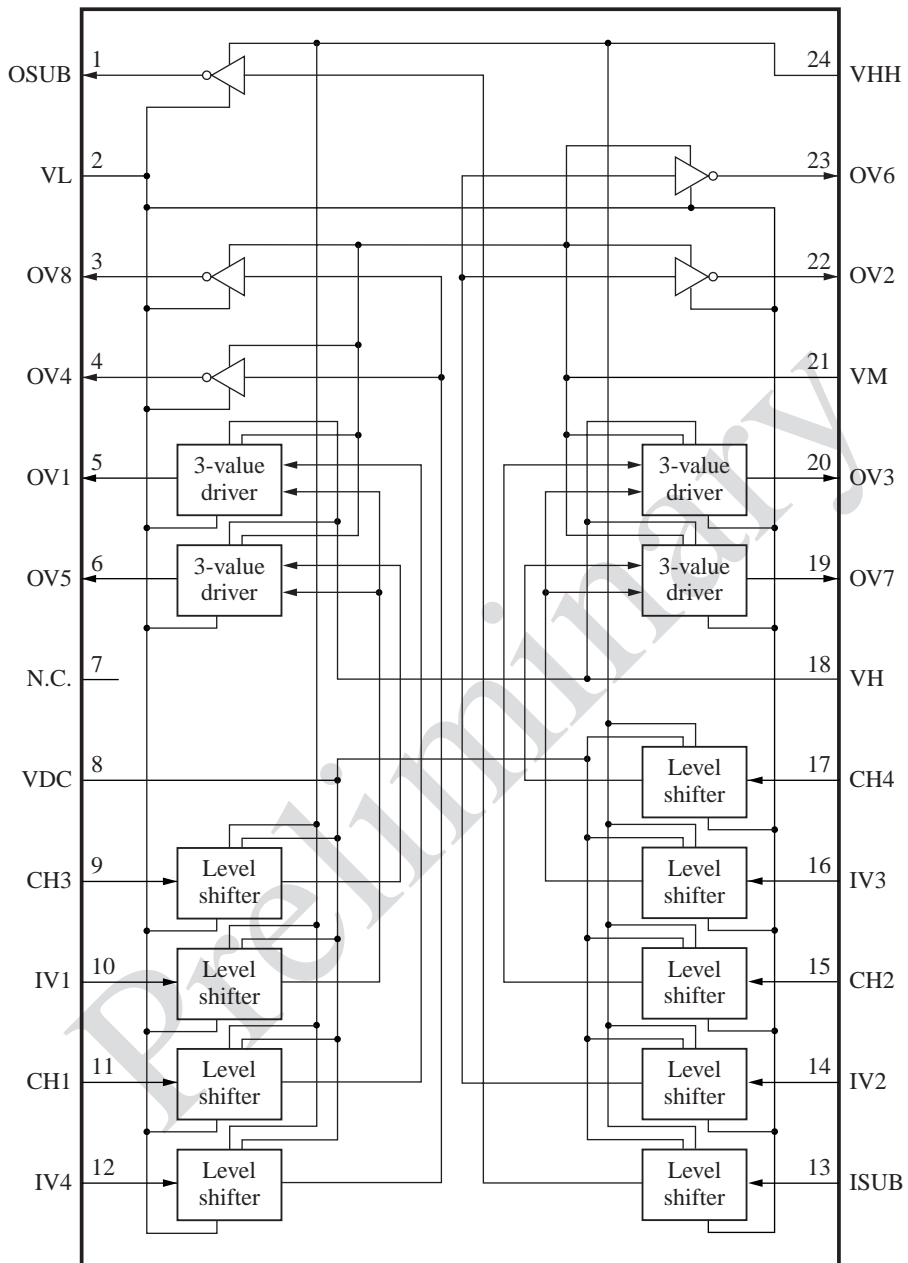 1
OSUB
24
VHH
2
VL
23
OV6
3
OV8
22
OV2
4
OV4
21
VM
5
OV1
3-value
driver
3-value
driver
20
OV3
6
OV5
3-value
driver
3-value
driver
19
OV7
7
N.C.
18
VH
8
VDC
Level
shifter
17
CH4
9
CH3
Level
shifter
Level
shifter
16
IV3
10
IV1
Level
shifter
Level
shifter
15
CH2
11
CH1
Level
shifter
Level
shifter
14
IV2
12
IV4
Level
shifter
Level
shifter
13
ISUB
Preliminary